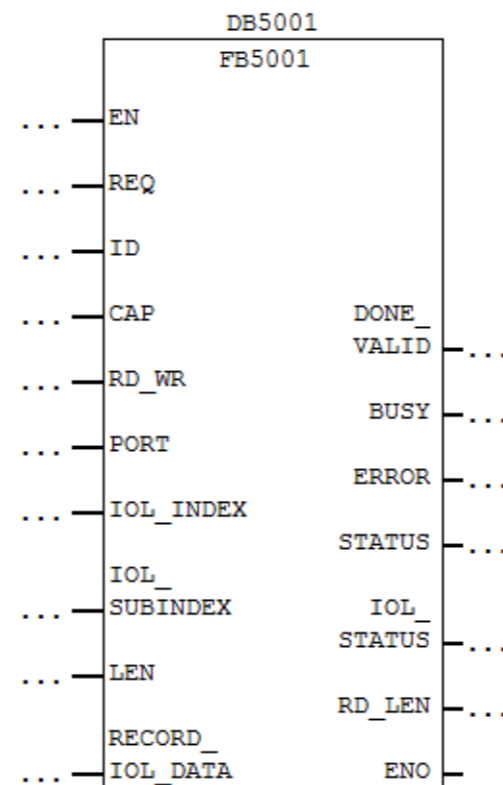 DB5001
FB5001
... EN
... REQ
... ID
... CAP
DONE_
VALID ...
... RD_WR
BUSY ...
... PORT
ERROR ...
... IOL_INDEX
STATUS ...
IOL_
... SUBINDEX
IOL_
STATUS ...
... LEN
RD_LEN ...
RECORD_
... IOL_DATA
ENO